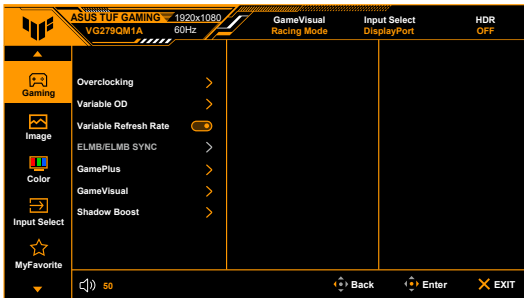 ASUS TUF GAMING 1920x1080 GameVisual Input Select HDR
VG279QM1A 60Hz Racing Mode DisplayPort OFF
Gaming
Image
Color
Input Select
MyFavorite
Overclocking
Variable OD
Variable Refresh Rate
ELMB/ELMB SYNC
GamePlus
GameVisual
Shadow Boost
50 Back Enter EXIT